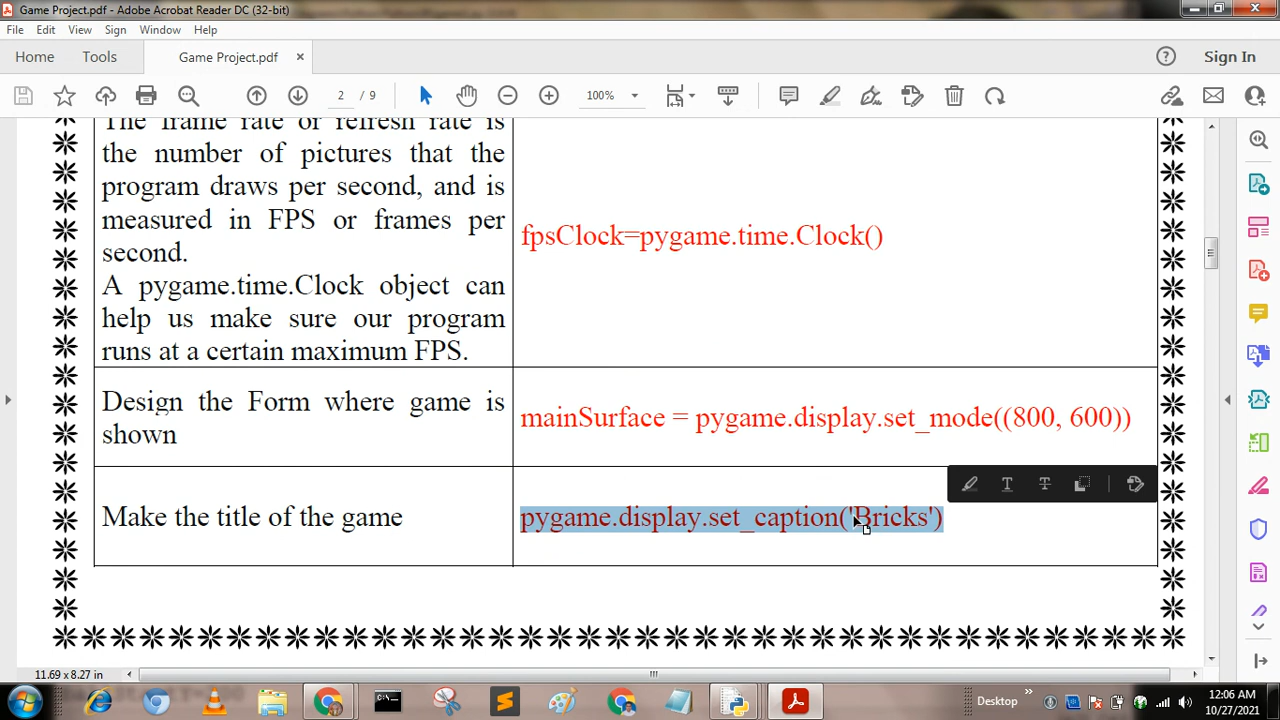 Game Project.pdf - Adobe Acrobat Reader DC (32-bit)
File Edit View Sign Window Help
Home Tools Game Project.pdf × ? Sign In
2 / 9 100%
The frame rate or refresh rate is
the number of pictures that the
program draws per second, and is
measured in FPS or frames per
second.
A pygame.time.Clock object can
help us make sure our program
runs at a certain maximum FPS.
fpsClock=pygame.time.Clock()
Design the Form where game is
shown
mainSurface = pygame.display.set_mode((800, 600))
Make the title of the game
pygame.display.set_caption('Bricks')
11.69 x 8.27 in
Desktop »
12:06 AM
10/27/2021